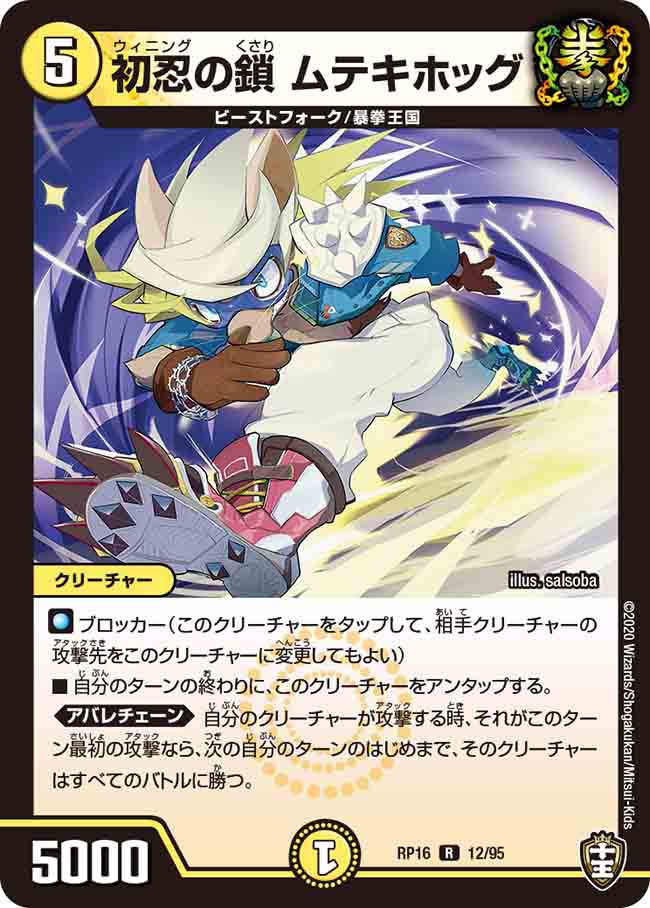 5
ウィニング くさり
初忍の鎖 ムテキホッグ
拳
ビーストフォーク/暴拳王国
クリーチャー
illus. salsoba
ブロッカー(このクリーチャーをタップして、相手クリーチャーの
攻撃先をこのクリーチャーに変更してもよい)
■ 自分のターンの終わりに、このクリーチャーをアンタップする。
アバレチェーン 自分のクリーチャーが攻撃する時、それがこのター
ン最初の攻撃なら、次の自分のターンのはじめまで、そのクリーチャー
はすべてのバトルに勝つ。
©2020 Wizards/Shogakukan/Mitsui-Kids
5000
1
RP16 R 12/95
十王